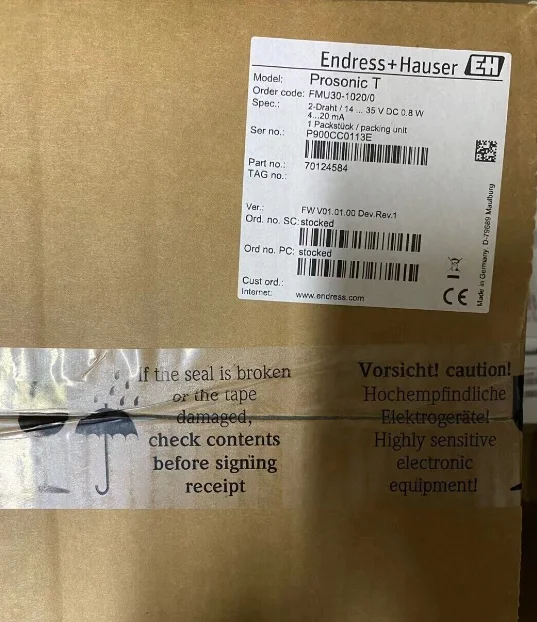 Endress+Hauser EH
Model: Prosonic T
Order code: FMU30-1020/0
Spec.: 2-Draht / 14 ... 35 V DC 0.8 W
4...20 mA
1 Packstück / packing unit
Ser no.: P900CC0113E
Part no.: 70124584
TAG no.:
Ver.: FW V01.01.00 Dev.Rev.1
Ord. no. SC: stocked
Ord no. PC: stocked
Cust ord.:
Internet: www.endress.com
CE
Made in Germany D-79689 Maulburg
If the seal is broken
or the tape
damaged,
check contents
before signing
receipt
Vorsicht! caution!
Hochempfindliche
Elektrogeräte!
Highly sensitive
electronic
equipment!